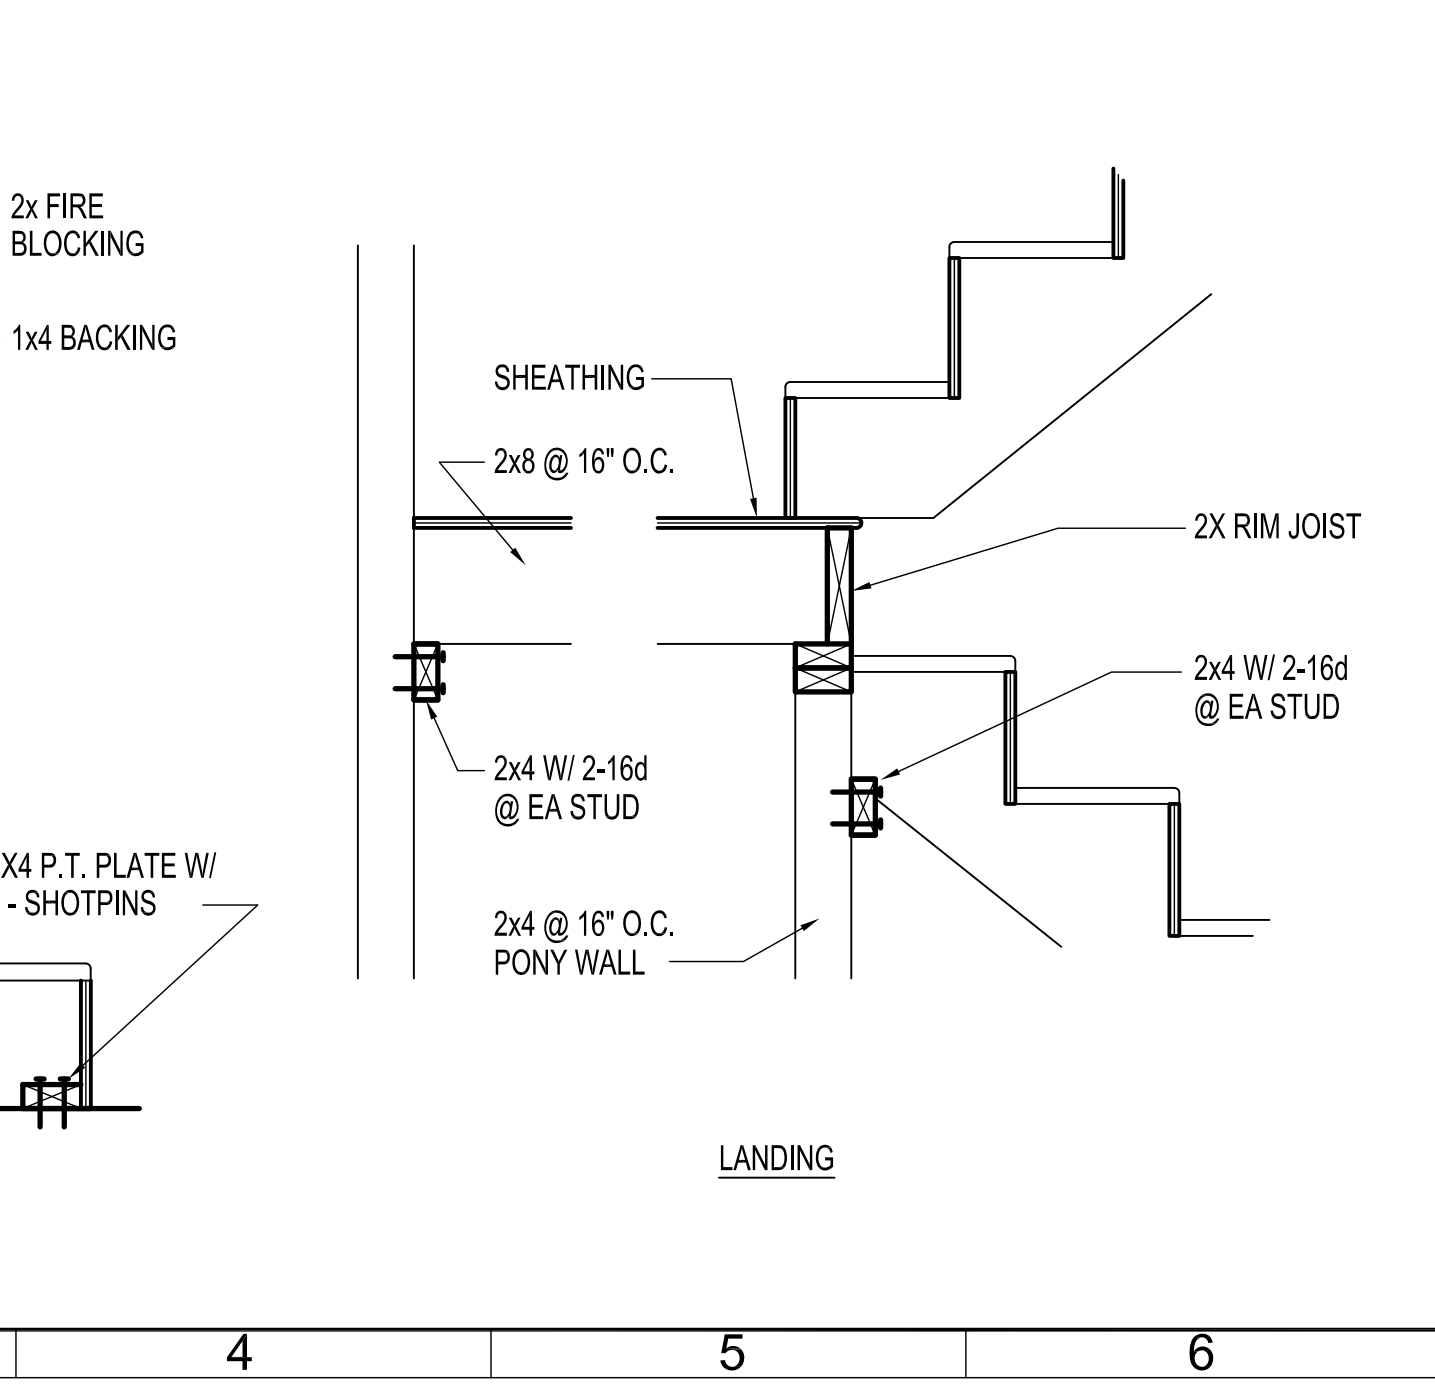 2x FIRE
BLOCKING
1x4 BACKING
SHEATHING
2x8 @ 16" O.C.
2X RIM JOIST
2x4 W/ 2-16d
@ EA STUD
2x4 W/ 2-16d
@ EA STUD
X4 P.T. PLATE W/
- SHOTPINS
2x4 @ 16" O.C.
PONY WALL
LANDING
4
5
6